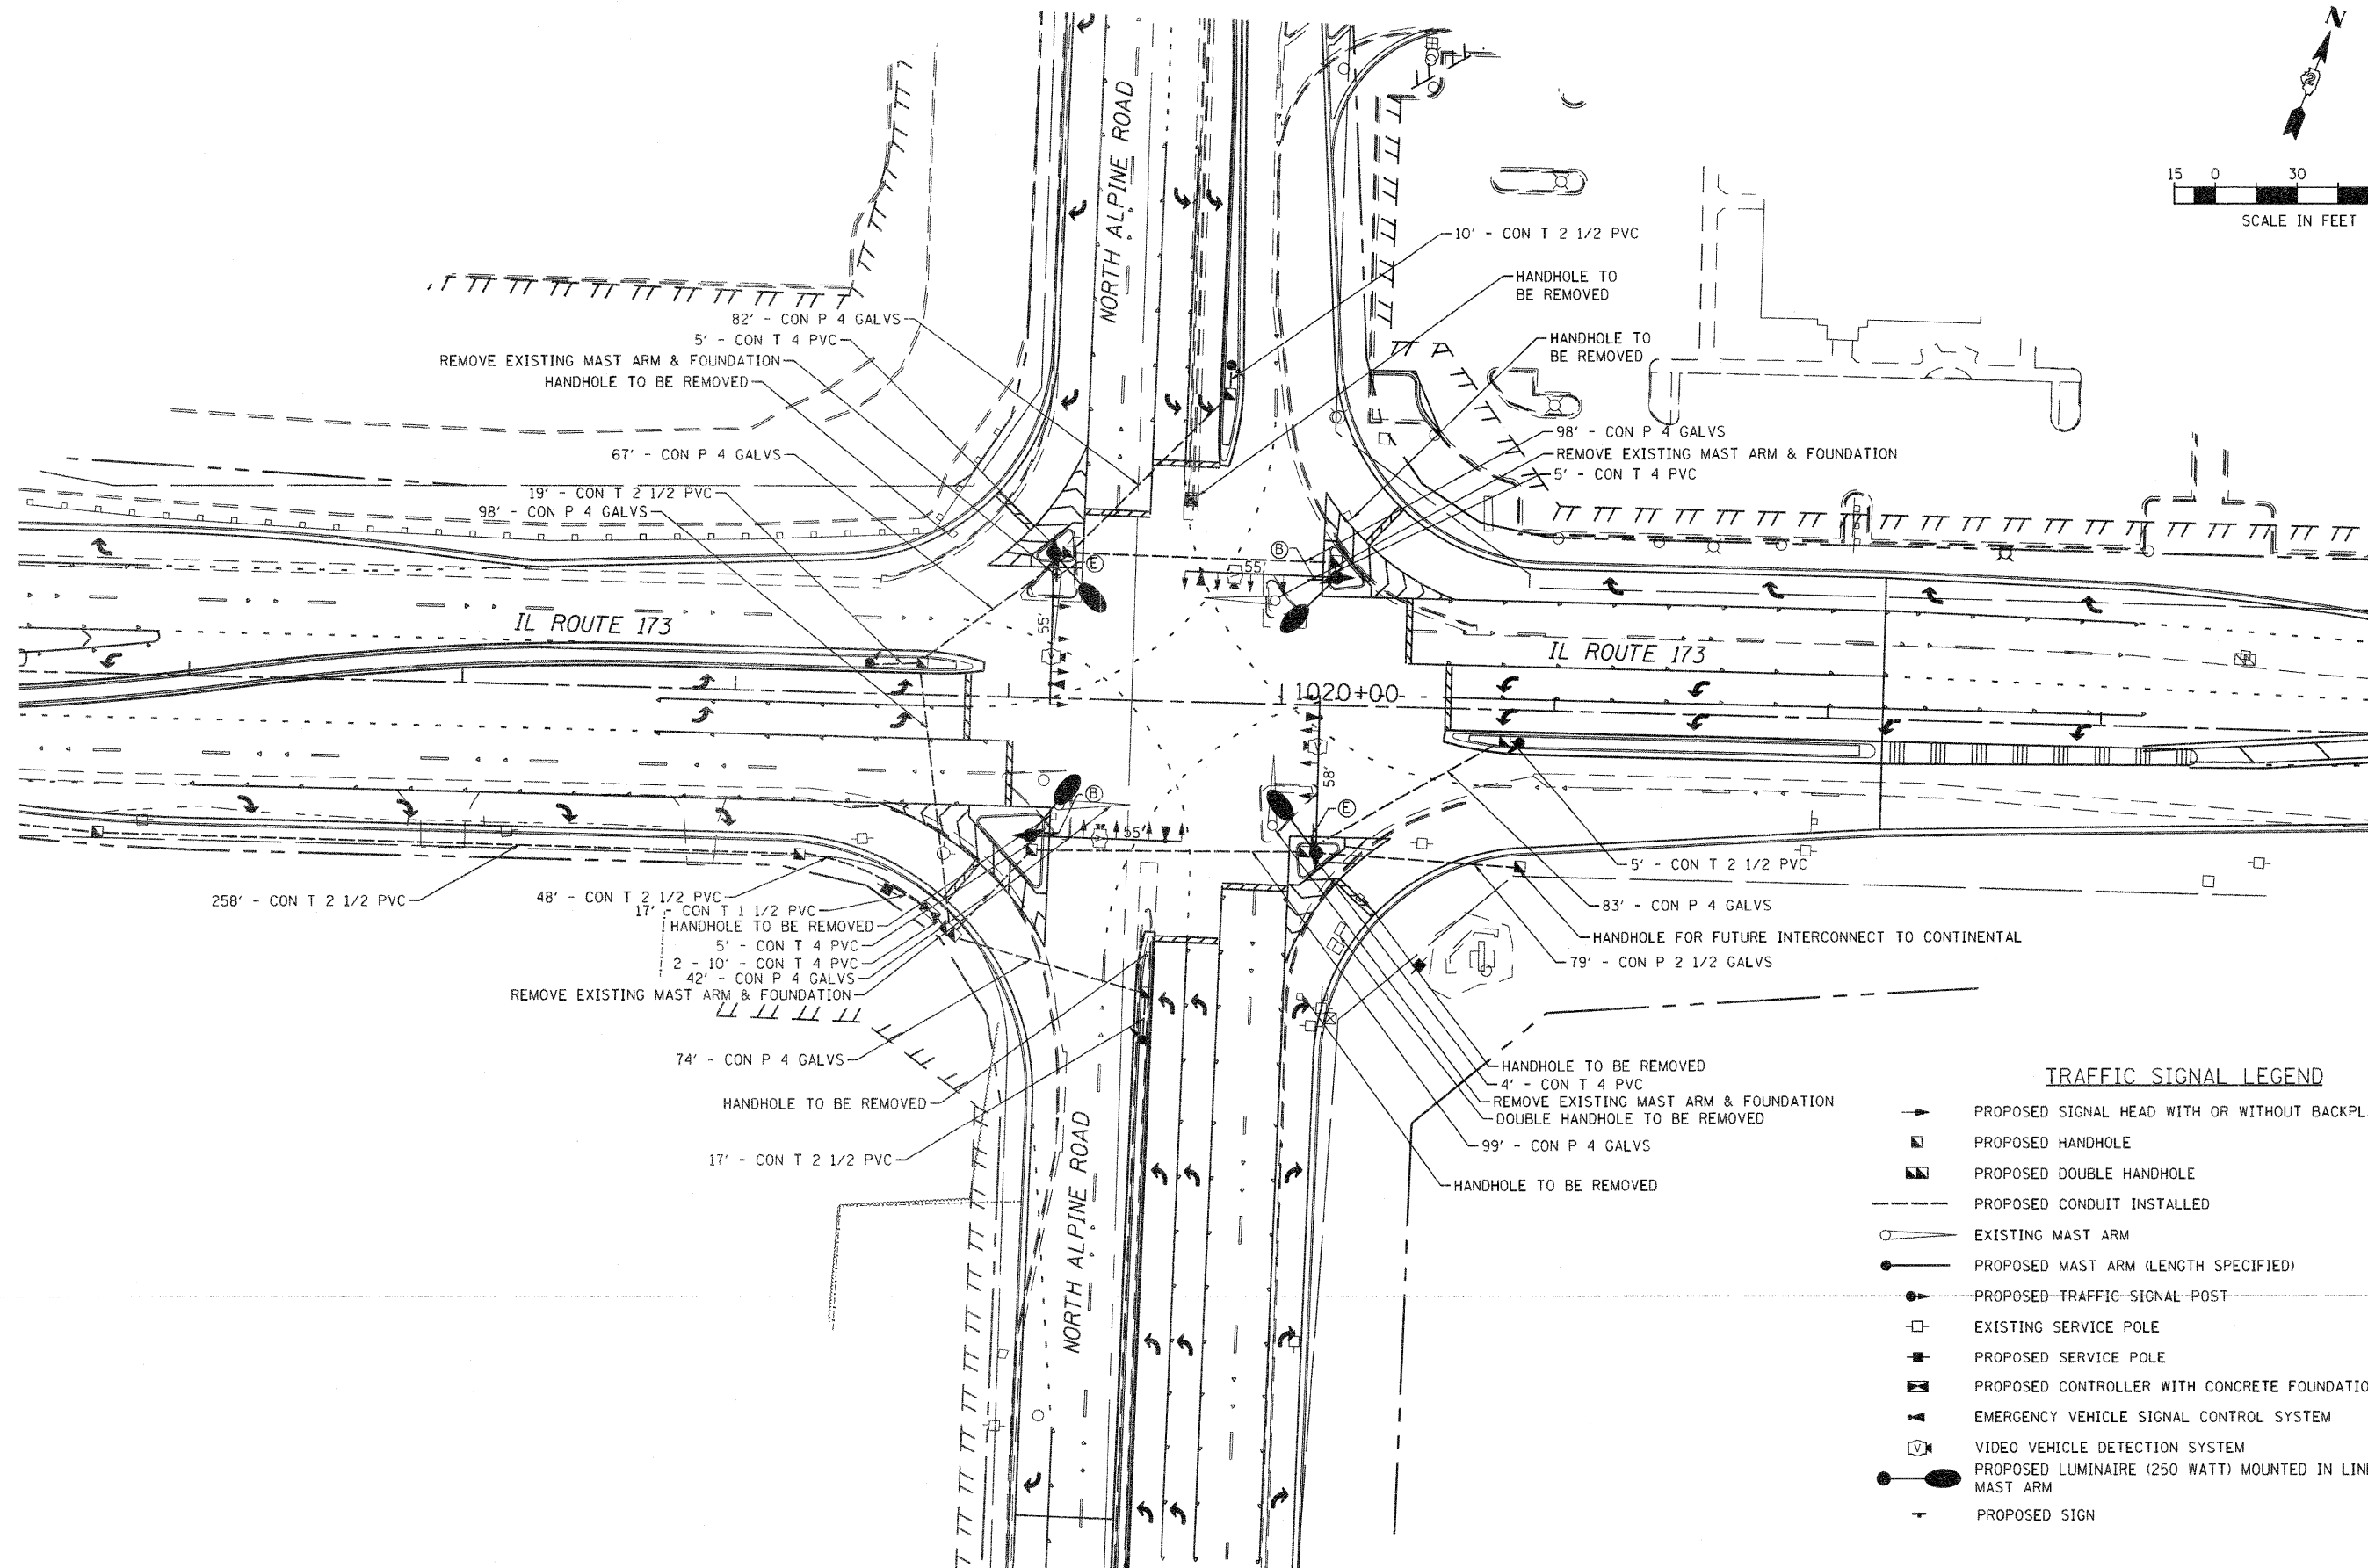 N
15 0 30
SCALE IN FEET
NORTH ALPINE ROAD
10' - CON T 2 1/2 PVC
HANDHOLE TO
BE REMOVED
HANDHOLE TO
BE REMOVED
82' - CON P 4 GALVS
5' - CON T 4 PVC
REMOVE EXISTING MAST ARM & FOUNDATION
HANDHOLE TO BE REMOVED
67' - CON P 4 GALVS
19' - CON T 2 1/2 PVC
98' - CON P 4 GALVS
98' - CON P 4 GALVS
REMOVE EXISTING MAST ARM & FOUNDATION
5' - CON T 4 PVC
E
B
55'
55'
IL ROUTE 173
IL ROUTE 173
1020+00
B
55'
58'
E
258' - CON T 2 1/2 PVC
48' - CON T 2 1/2 PVC
17' - CON T 1 1/2 PVC
HANDHOLE TO BE REMOVED
5' - CON T 4 PVC
2 - 10' - CON T 4 PVC
42' - CON P 4 GALVS
REMOVE EXISTING MAST ARM & FOUNDATION
74' - CON P 4 GALVS
HANDHOLE TO BE REMOVED
17' - CON T 2 1/2 PVC
5' - CON T 2 1/2 PVC
83' - CON P 4 GALVS
HANDHOLE FOR FUTURE INTERCONNECT TO CONTINENTAL
79' - CON P 2 1/2 GALVS
HANDHOLE TO BE REMOVED
4' - CON T 4 PVC
REMOVE EXISTING MAST ARM & FOUNDATION
DOUBLE HANDHOLE TO BE REMOVED
99' - CON P 4 GALVS
HANDHOLE TO BE REMOVED
NORTH ALPINE ROAD
TRAFFIC SIGNAL LEGEND
PROPOSED SIGNAL HEAD WITH OR WITHOUT BACKPL
PROPOSED HANDHOLE
PROPOSED DOUBLE HANDHOLE
PROPOSED CONDUIT INSTALLED
EXISTING MAST ARM
PROPOSED MAST ARM (LENGTH SPECIFIED)
PROPOSED TRAFFIC SIGNAL POST
EXISTING SERVICE POLE
PROPOSED SERVICE POLE
PROPOSED CONTROLLER WITH CONCRETE FOUNDATIO
EMERGENCY VEHICLE SIGNAL CONTROL SYSTEM
V VIDEO VEHICLE DETECTION SYSTEM
PROPOSED LUMINAIRE (250 WATT) MOUNTED IN LIN
MAST ARM
PROPOSED SIGN